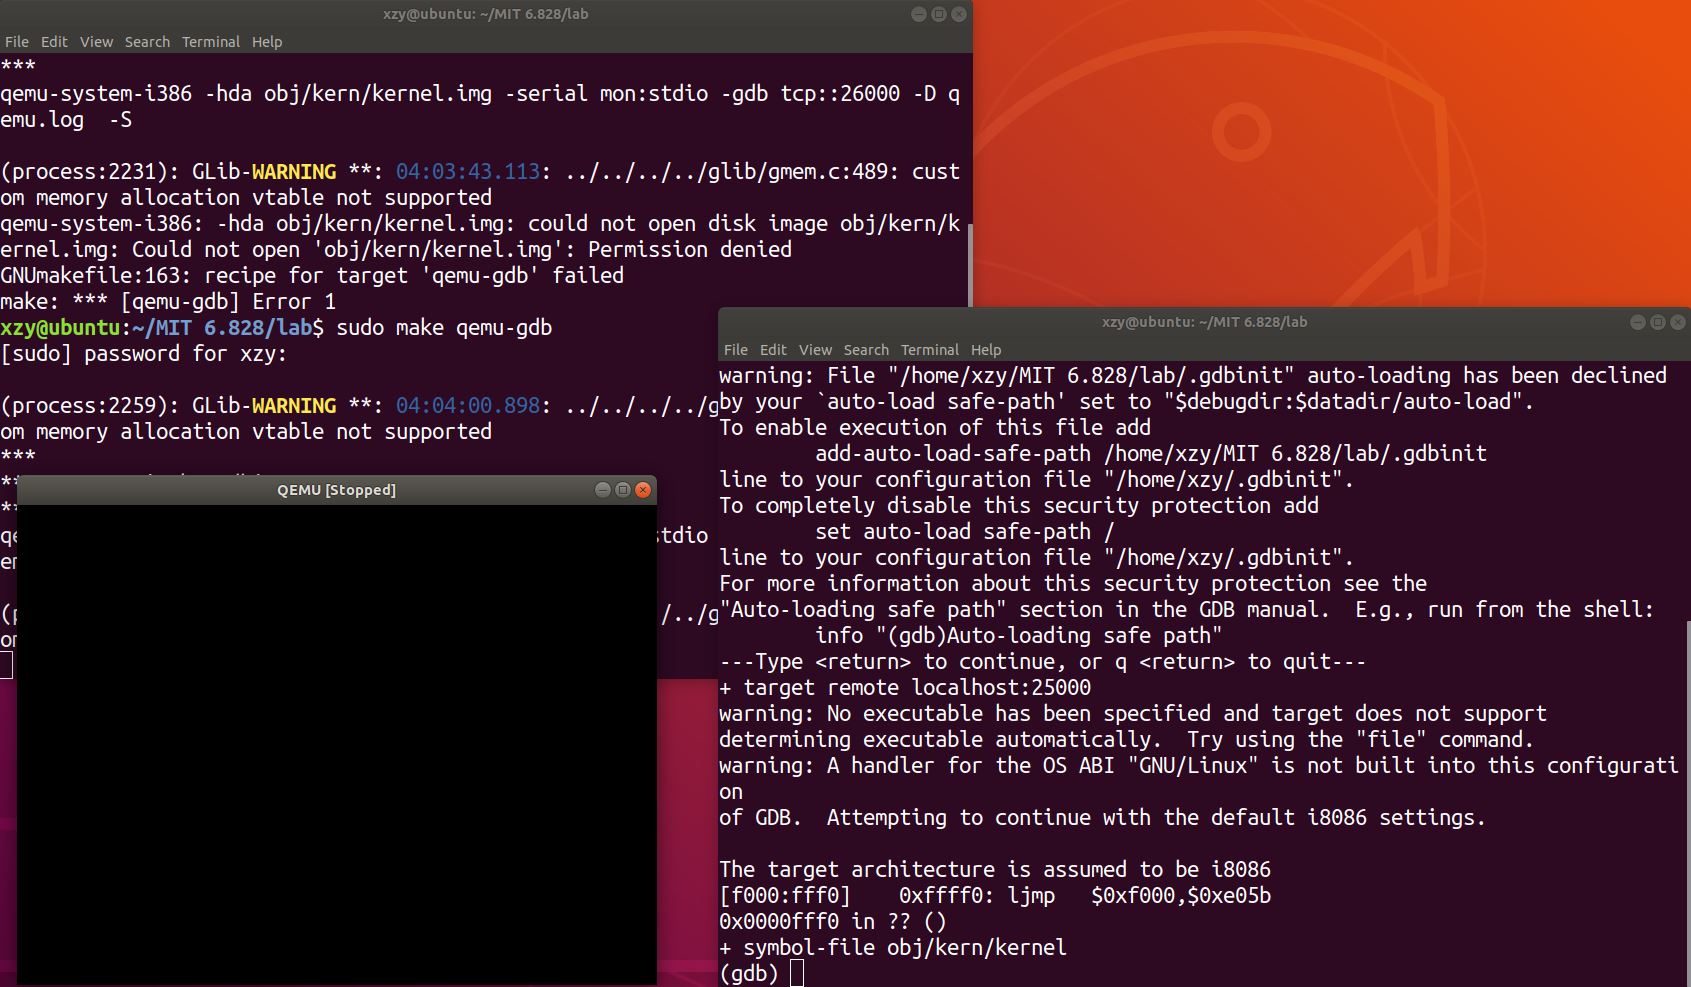 xzy@ubuntu: ~/MIT 6.828/lab
File Edit View Search Terminal Help
***
qemu-system-i386 -hda obj/kern/kernel.img -serial mon:stdio -gdb tcp::26000 -D q
emu.log  -S
(process:2231): GLib-WARNING **: 04:03:43.113: ../../../../glib/gmem.c:489: cust
om memory allocation vtable not supported
qemu-system-i386: -hda obj/kern/kernel.img: could not open disk image obj/kern/k
ernel.img: Could not open 'obj/kern/kernel.img': Permission denied
GNUmakefile:163: recipe for target 'qemu-gdb' failed
make: *** [qemu-gdb] Error 1
xzy@ubuntu:~/MIT 6.828/lab$ sudo make qemu-gdb
[sudo] password for xzy:
(process:2259): GLib-WARNING **: 04:04:00.898: ../../../../g
om memory allocation vtable not supported
***
**
**
qe
stdio
em
(p
/../g
om
QEMU [Stopped]
xzy@ubuntu: ~/MIT 6.828/lab
File Edit View Search Terminal Help
warning: File "/home/xzy/MIT 6.828/lab/.gdbinit" auto-loading has been declined
by your `auto-load safe-path' set to "$debugdir:$datadir/auto-load".
To enable execution of this file add
        add-auto-load-safe-path /home/xzy/MIT 6.828/lab/.gdbinit
line to your configuration file "/home/xzy/.gdbinit".
To completely disable this security protection add
        set auto-load safe-path /
line to your configuration file "/home/xzy/.gdbinit".
For more information about this security protection see the
"Auto-loading safe path" section in the GDB manual.  E.g., run from the shell:
        info "(gdb)Auto-loading safe path"
---Type <return> to continue, or q <return> to quit---
+ target remote localhost:25000
warning: No executable has been specified and target does not support
determining executable automatically.  Try using the "file" command.
warning: A handler for the OS ABI "GNU/Linux" is not built into this configurati
on
of GDB.  Attempting to continue with the default i8086 settings.
The target architecture is assumed to be i8086
[f000:fff0]    0xffff0: ljmp   $0xf000,$0xe05b
0x0000fff0 in ?? ()
+ symbol-file obj/kern/kernel
(gdb)